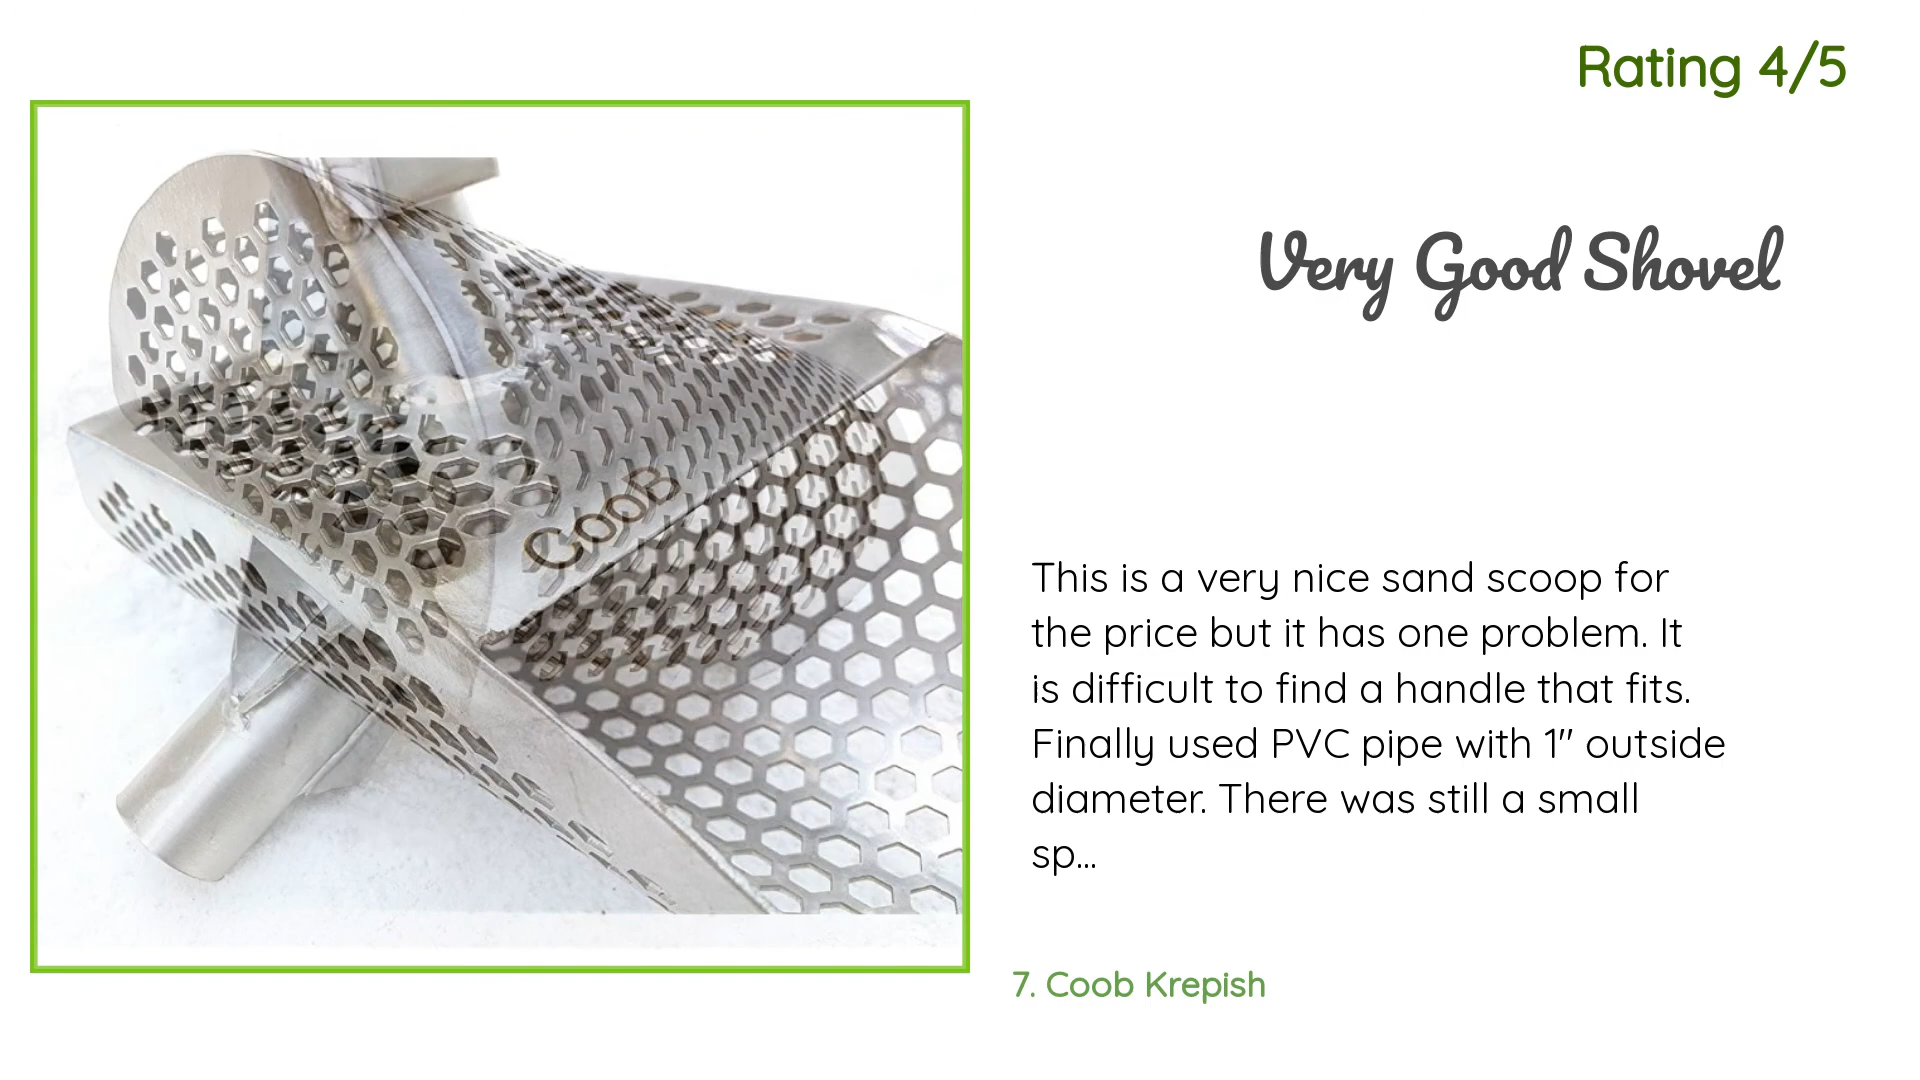 Rating 4/5
Very Good Shovel
CooB
This is a very nice sand scoop for
the price but it has one problem. It
is difficult to find a handle that fits.
Finally used PVC pipe with 1" outside
diameter. There was still a small
sp...
7. Coob Krepish